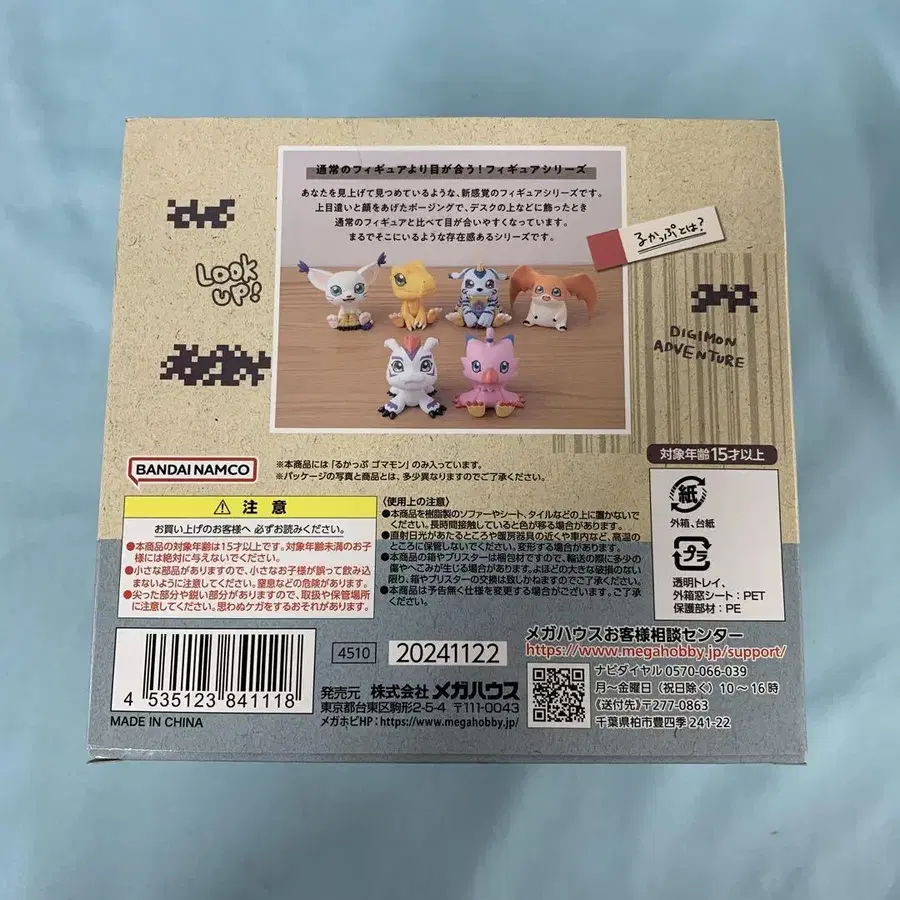 通常のフィギュアより目が合う!フィギュアシリーズ
あなたを見上げて見つめているような、新感覚のフィギュアシリーズです。
上目遣いと顔をあげたポージングで、デスクの上などに飾ったとき
通常のフィギュアと比べて目が合いやすくなっています。
まるでそこにいるような存在感あるシリーズです。
るかっぷとは?
LOOK
UP!
DIGIMON
ADVENTURE
BANDAI NAMCO
※本商品には「るかっぷ ゴマモン」のみ入っています。
※パッケージの写真と商品とは、多少異なりますのでご了承ください。
対象年齢15才以上
注意
お買い上げのお客様へ 必ずお読みください。
●本商品の対象年齢は15才以上です。対象年齢未満のお子
様には絶対に与えないでください。
●小さな部品がありますので、小さなお子様が誤って飲み込
まないように注意してください。窒息などの危険があります。
●尖った部分や鋭い部分がありますので、取扱や保管場所
に注意してください。思わぬケガをするおそれがあります。
〈使用上の注意〉
●本商品を樹脂製のソファーやシート、タイルなどの上に置かないで
ください。長時間接触していると色が移る場合があります。
●直射日光があたるところや暖房器具の近くや車内など、高温
のところに保管しないでください。変形する場合があります。
●本商品の箱やブリスターは梱包材ですので、輸送の際に多少の
傷やへこみが生じる場合があります。よほどの大きな破損のない
限り、箱やブリスターの交換は致しかねますのでご了承ください。
●本商品は予告無く仕様を変更する場合がございます。ご了承
ください。
紙
外箱、台紙
プラ
透明トレイ、
外箱窓シート:PET
保護部材:PE
4 535123 841118
MADE IN CHINA
4510
20241122
発売元 株式会社 メガハウス
東京都台東区駒形2-5-4 〒111-0043
メガホビHP:https://www.megahobby.jp/
メガハウスお客様相談センター
https://www.megahobby.jp/support/
ナビダイヤル 0570-066-039
月～金曜日(祝日除く)10～16時
〈送付先〉〒277-0863
千葉県柏市豊四季241-22